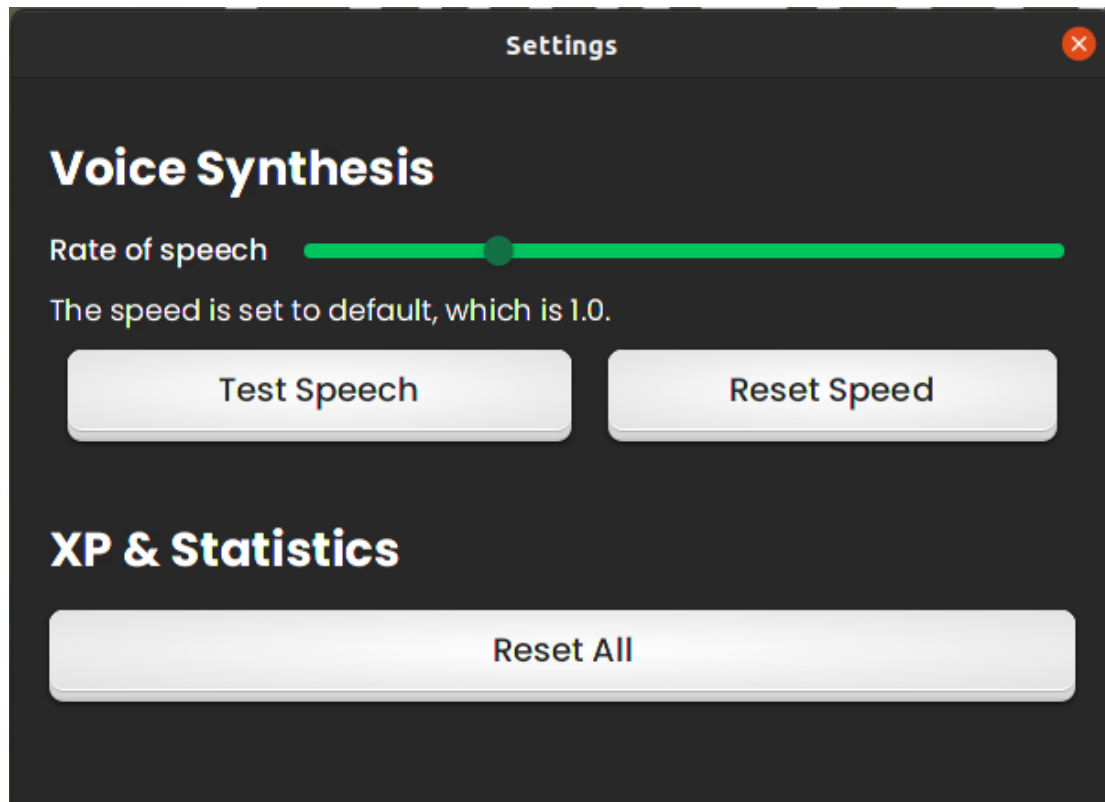 Settings
Voice Synthesis
Rate of speech
The speed is set to default, which is 1.0.
Test Speech
Reset Speed
XP & Statistics
Reset All